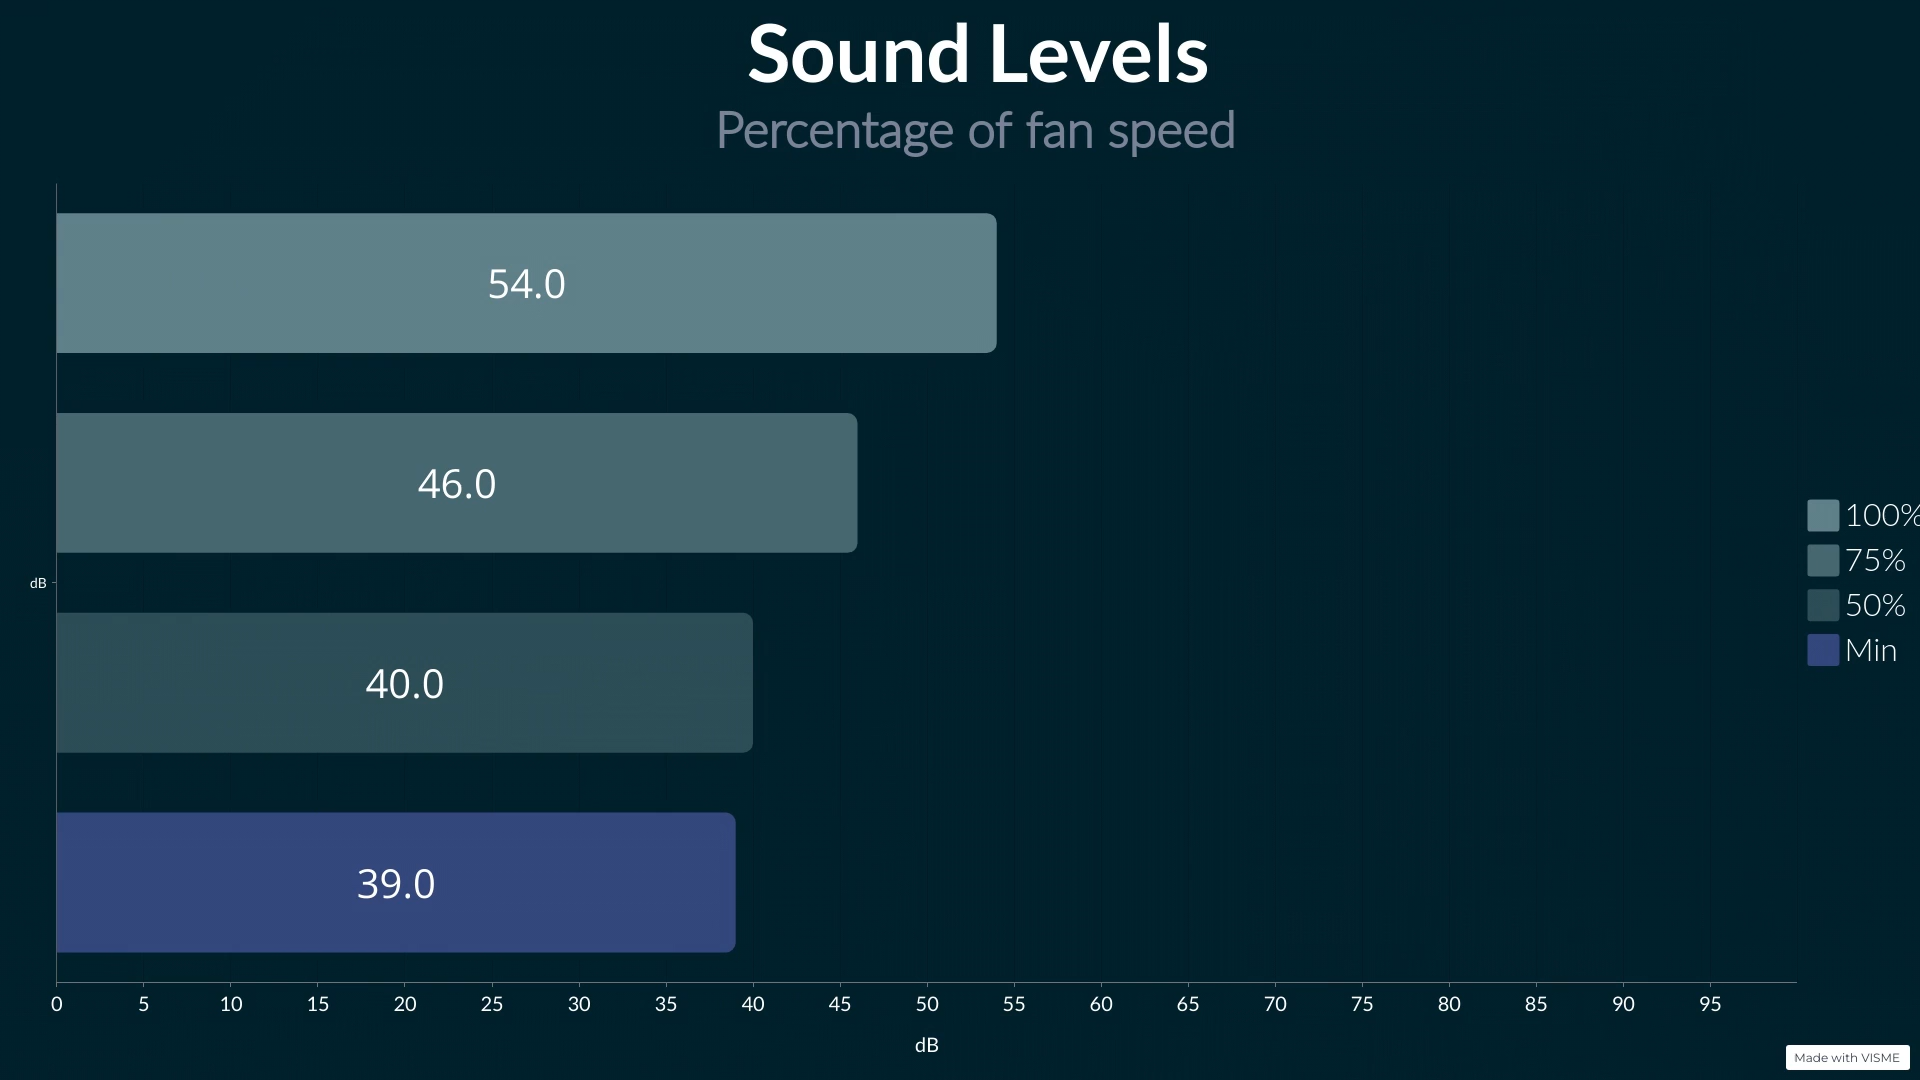 Sound Levels
Percentage of fan speed
54.0
46.0
dB
40.0
39.0
100%
75%
50%
Min
0 5 10 15 20 25 30 35 40 45 50 55 60 65 70 75 80 85 90 95
dB
Made with VISME